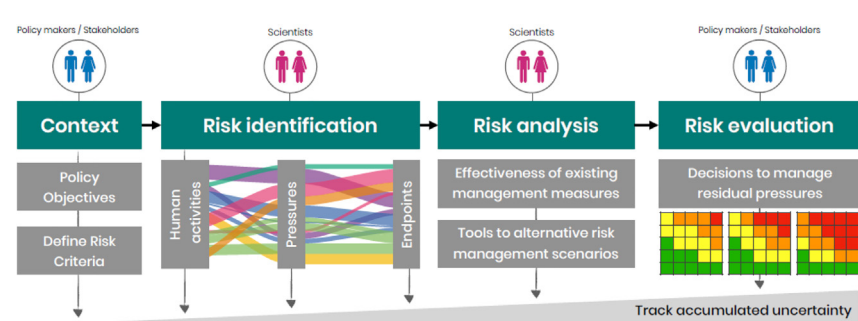 Policy makers / Stakeholders
Scientists
Scientists
Policy makers / Stakeholders
Context
Risk identification
Risk analysis
Risk evaluation
Policy
Objectives
Define Risk
Criteria
Human
activities
Pressures
Endpoints
Effectiveness of existing
management measures
Tools to alternative risk
management scenarios
Decisions to manage
residual pressures
Track accumulated uncertainty